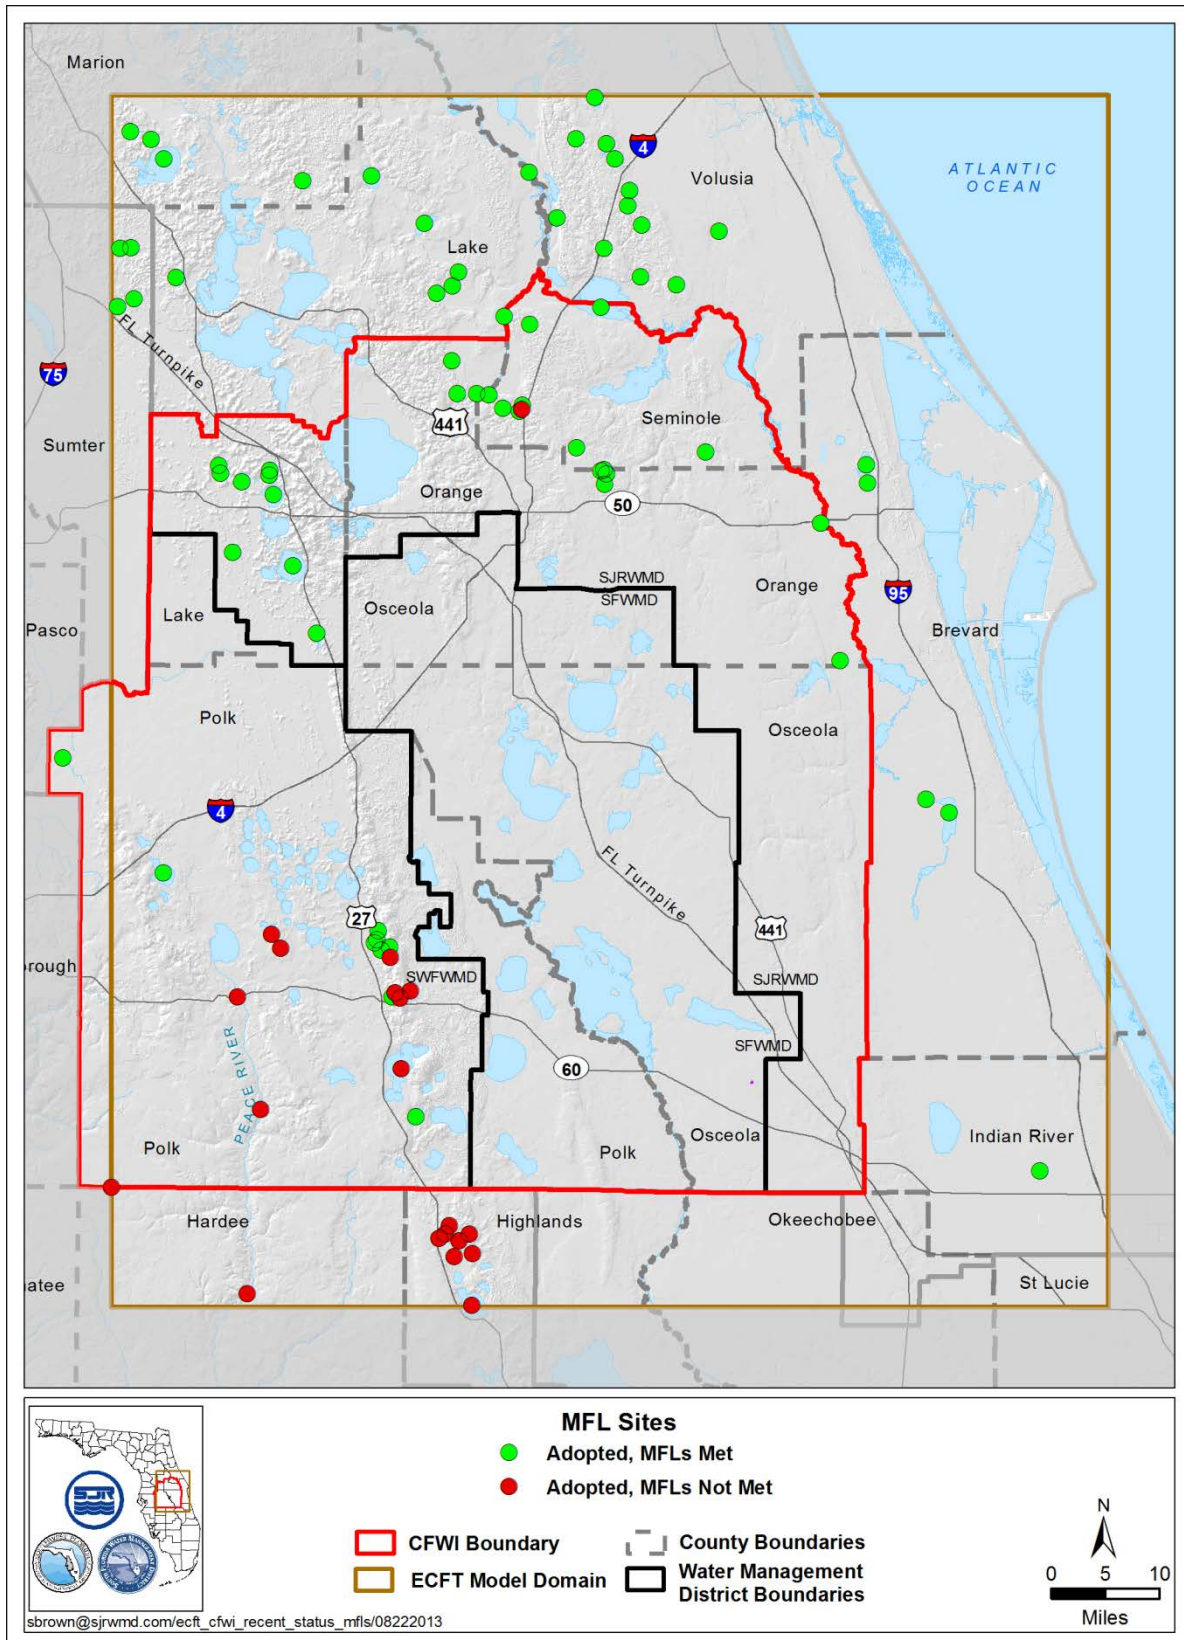 Marion
4
Volusia
ATLANTIC
OCEAN
Lake
FL Turnpike
75
441
Seminole
Sumter
Orange
50
SJRWMD
SFWMD
Orange
95
Lake
Osceola
Pasco
Brevard
Polk
Osceola
4
FL Turnpike
27
441
orough
SWFWMD
SJRWMD
SFWMD
PEACE RIVER
60
Polk
Polk
Osceola
Indian River
Hardee
Highlands
Okeechobee
natee
St Lucie
MFL Sites
Adopted, MFLs Met
Adopted, MFLs Not Met
SJR
CFWI Boundary
County Boundaries
ECFT Model Domain
Water Management
District Boundaries
N
0 5 10
Miles
sbrown@sjrwmd.com/ecft_cfwi_recent_status_mfls/08222013